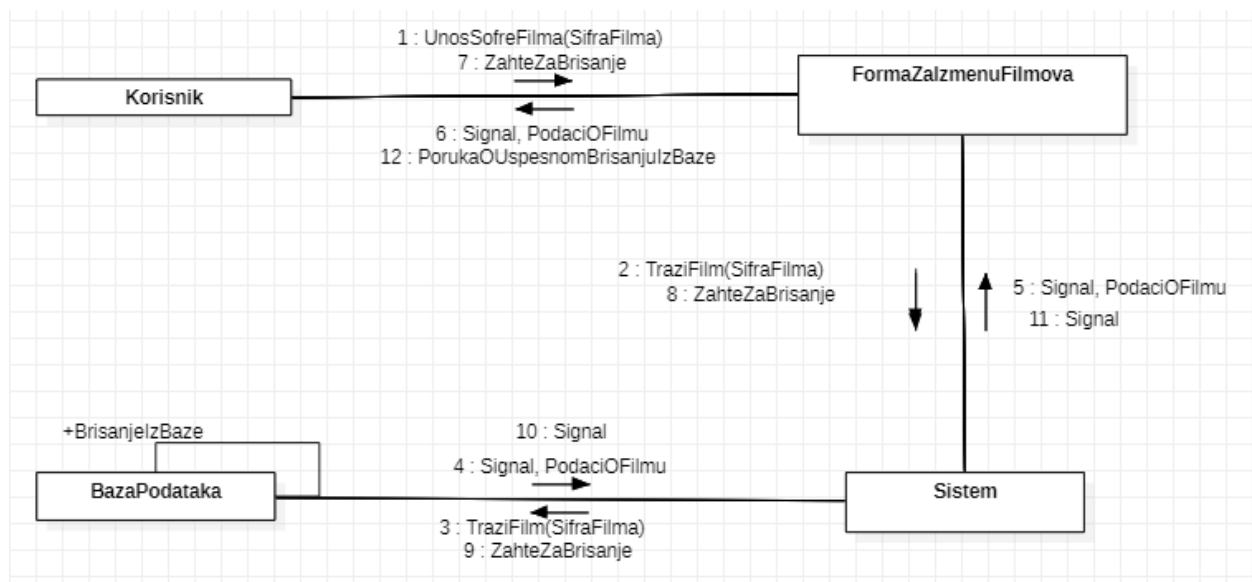 1 : UnosSofreFilma(SifraFilma)
7 : ZahteZaBrisanje
Korisnik
FormaZaIzmenuFilmova
6 : Signal, PodaciOFilmu
12 : PorukaOUspesnomBrisanjuIzBaze
2 : TraziFilm(SifraFilma)
8 : ZahteZaBrisanje
5 : Signal, PodaciOFilmu
11 : Signal
+BrisanjeIzBaze
10 : Signal
4 : Signal, PodaciOFilmu
BazaPodataka
Sistem
3 : TraziFilm(SifraFilma)
9 : ZahteZaBrisanje